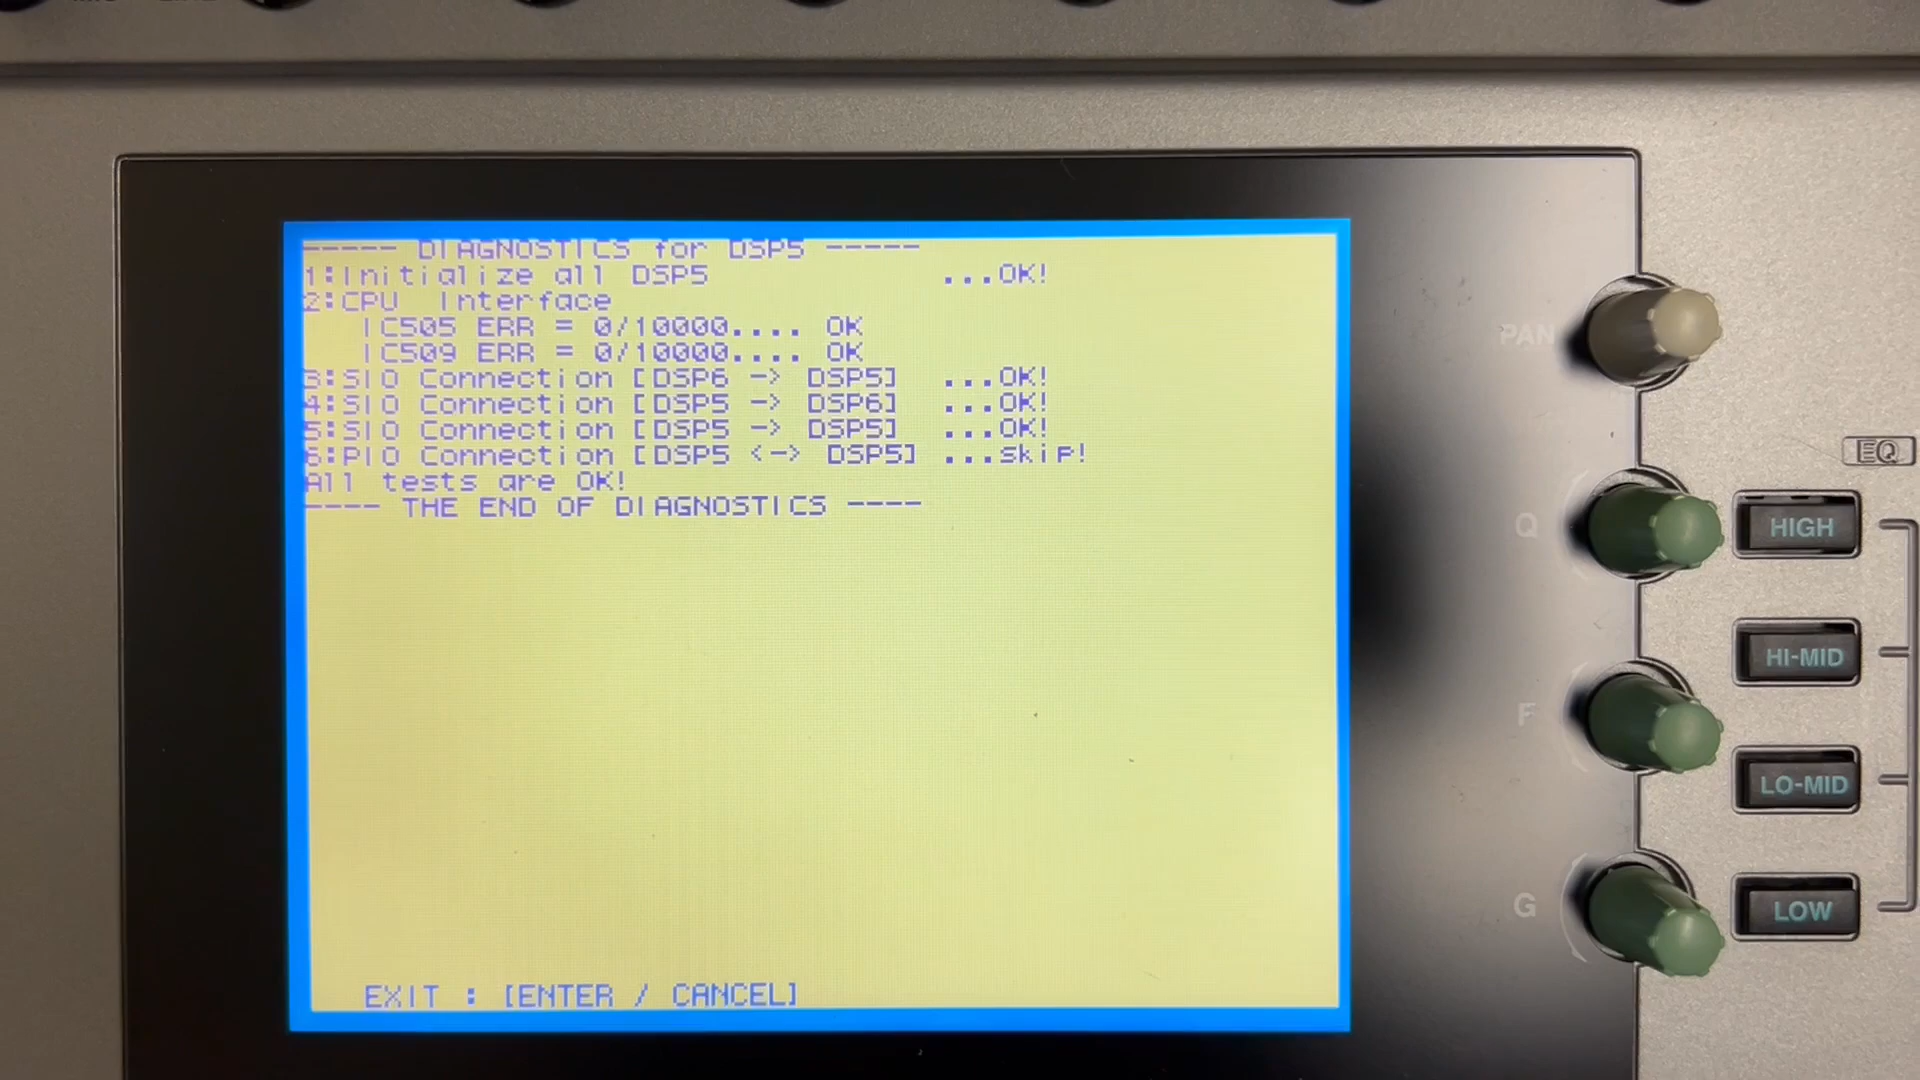 ----- DIAGNOSTICS for DSP5 -----
1:Initialize all DSP5 ...OK!
2:CPU Interface
IC505 ERR = 0/10000.... OK
IC509 ERR = 0/10000.... OK
3:SIO Connection [DSP6 -> DSP5] ...OK!
4:SIO Connection [DSP5 -> DSP6] ...OK!
5:SIO Connection [DSP5 -> DSP5] ...OK!
6:PIO Connection [DSP5 <-> DSP5] ...skip!
All tests are OK!
---- THE END OF DIAGNOSTICS ----
EXIT : [ENTER / CANCEL]
PAN
EQ
Q
HIGH
HI-MID
F
LO-MID
G
LOW